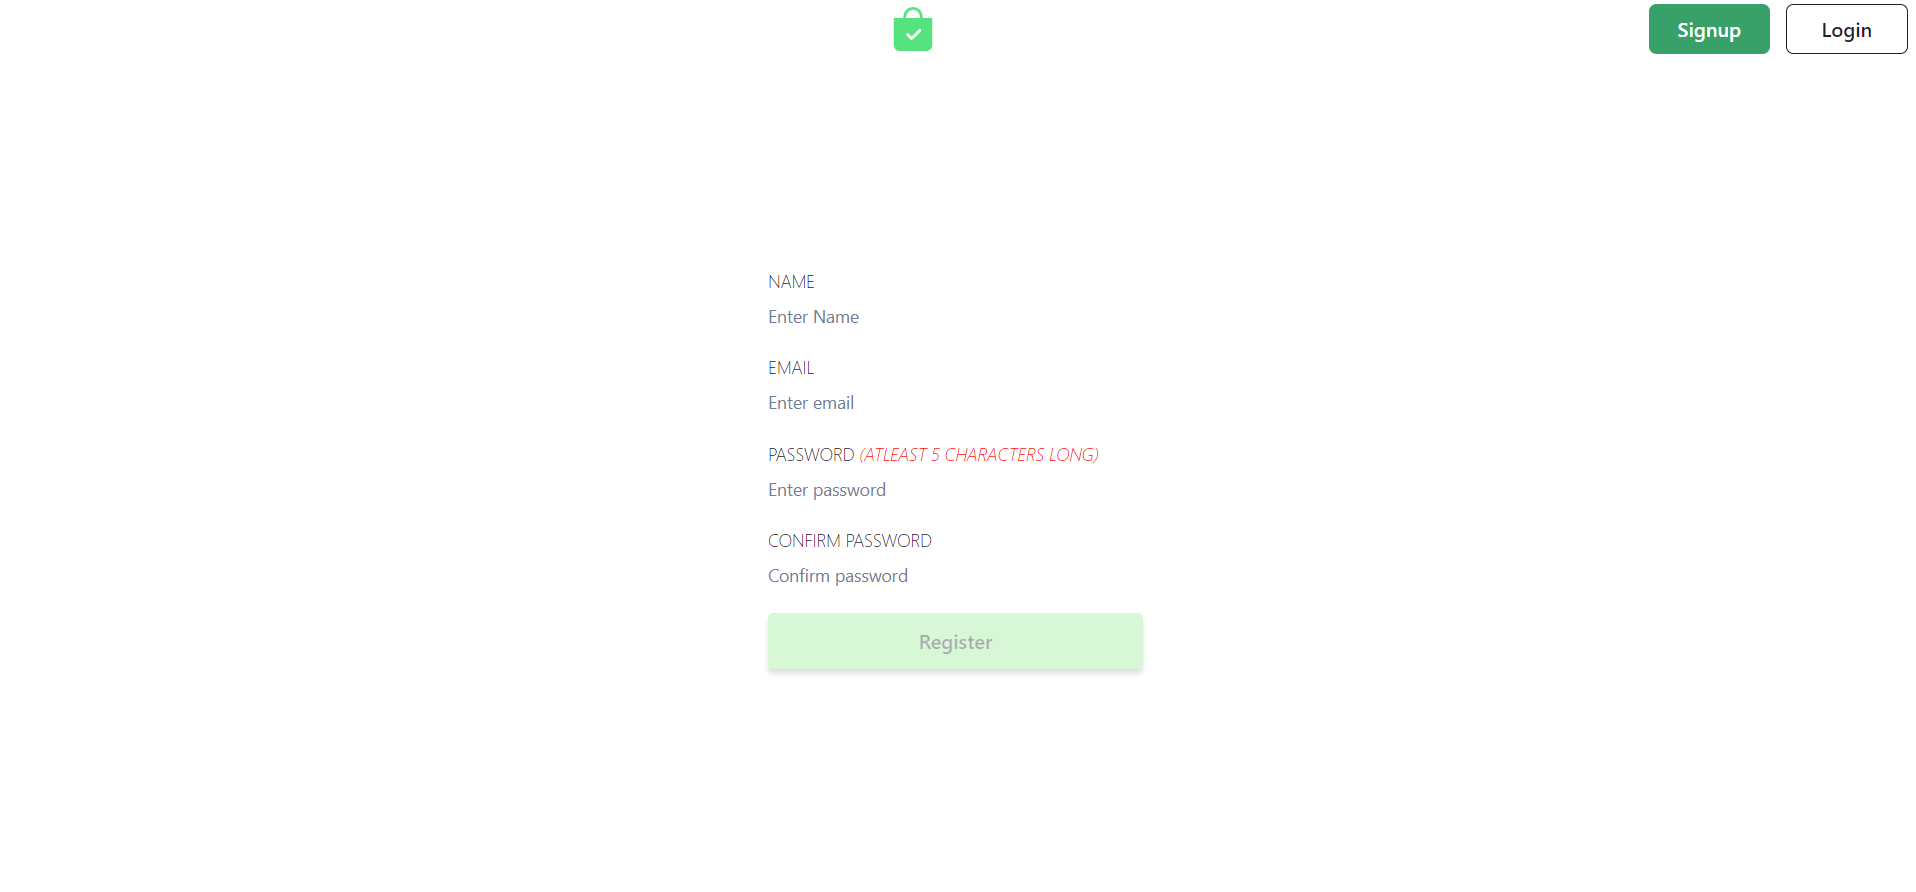 Signup Login
NAME
Enter Name
EMAIL
Enter email
PASSWORD (ATLEAST 5 CHARACTERS LONG)
Enter password
CONFIRM PASSWORD
Confirm password
Register